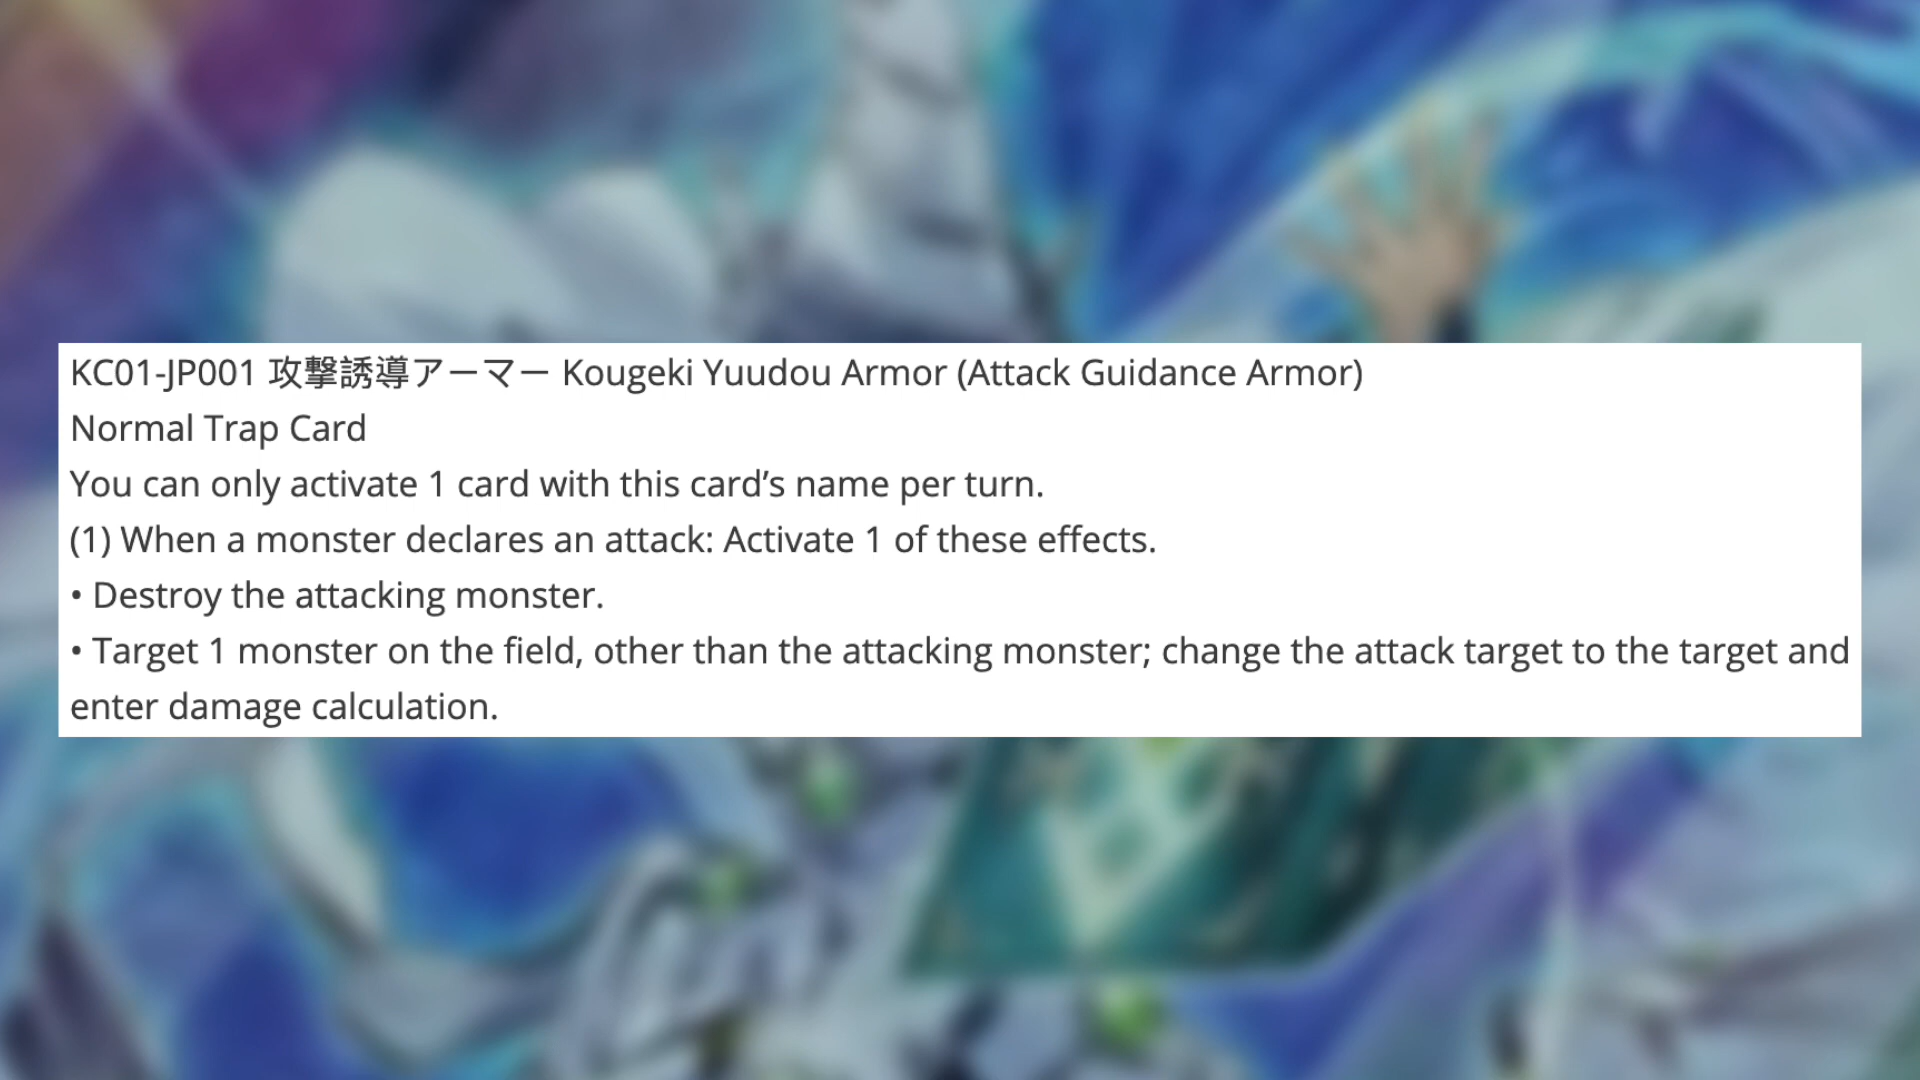 KC01-JP001 攻撃誘導アーマー Kougeki Yuudou Armor (Attack Guidance Armor)
Normal Trap Card
You can only activate 1 card with this card’s name per turn.
(1) When a monster declares an attack: Activate 1 of these effects.
• Destroy the attacking monster.
• Target 1 monster on the field, other than the attacking monster; change the attack target to the target and
enter damage calculation.